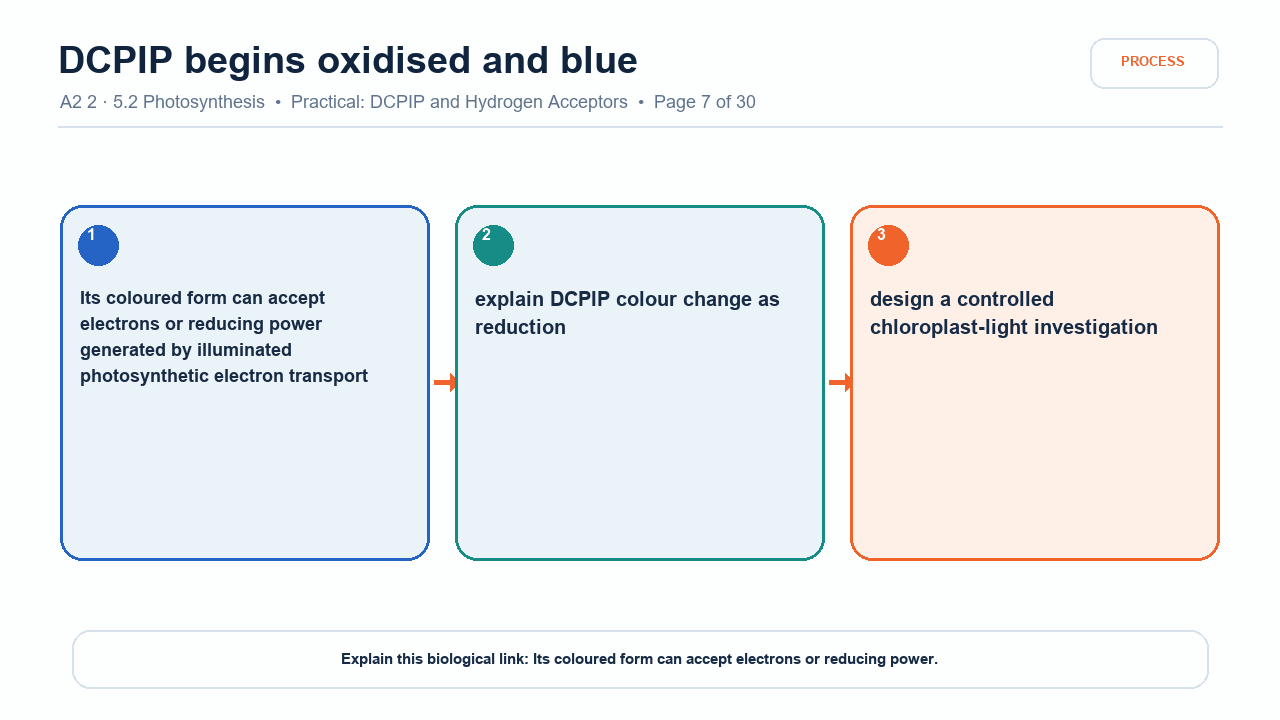 DCPIP begins oxidised and blue
PROCESS
A2 2 · 5.2 Photosynthesis • Practical: DCPIP and Hydrogen Acceptors • Page 7 of 30
1
Its coloured form can accept
electrons or reducing power
generated by illuminated
photosynthetic electron transport
2
explain DCPIP colour change as
reduction
3
design a controlled
chloroplast-light investigation
Explain this biological link: Its coloured form can accept electrons or reducing power.